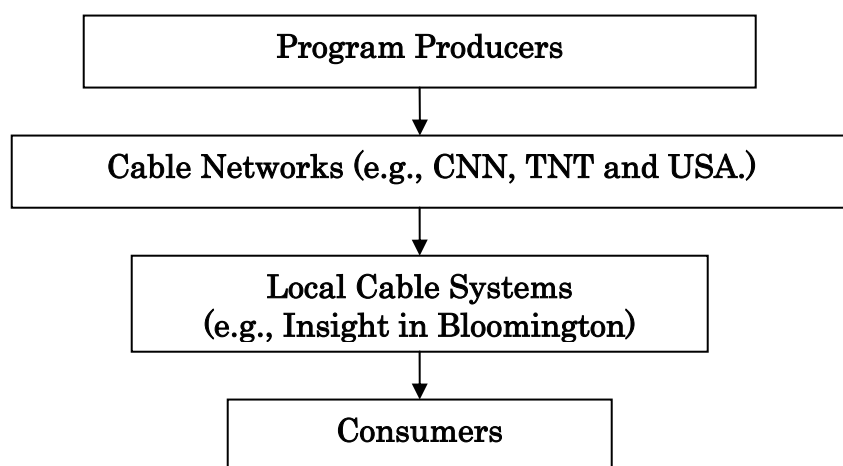 Program Producers
Cable Networks (e.g., CNN, TNT and USA.)
Local Cable Systems
(e.g., Insight in Bloomington)
Consumers